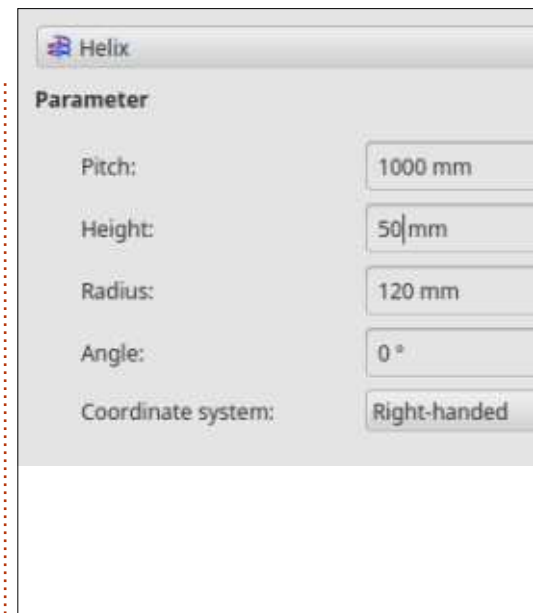 Helix
Parameter
Pitch: 1000 mm
Height: 50 mm
Radius: 120 mm
Angle: 0 °
Coordinate system: Right-handed